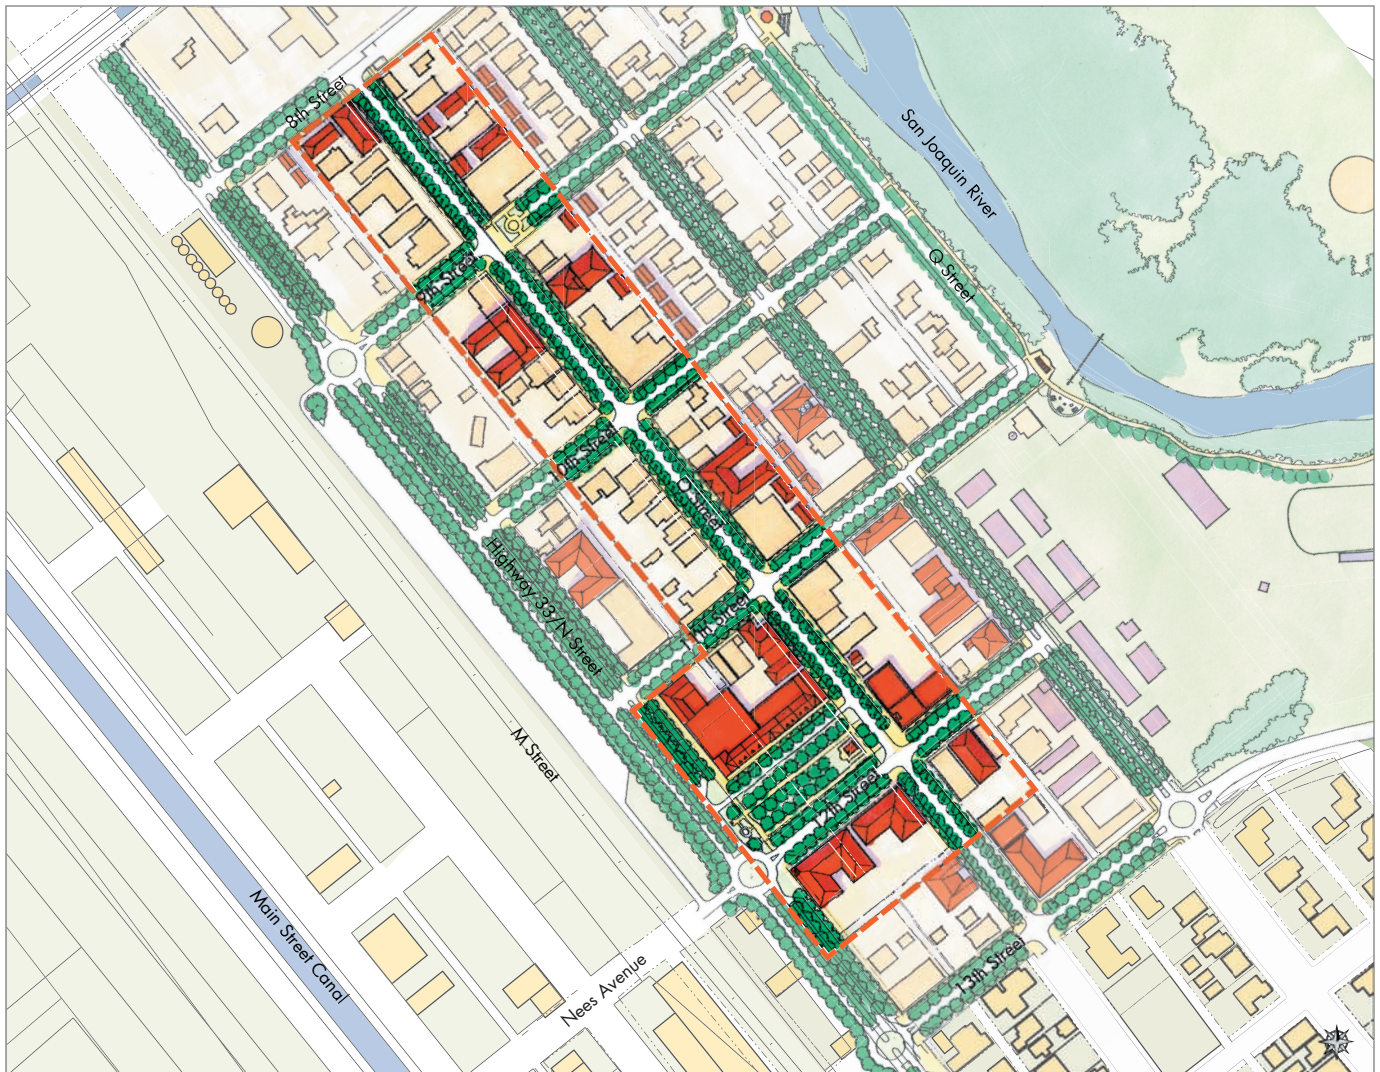 8th Street
San Joaquin River
Q Street
9th Street
10th Street
O Street
Highway 33/N Street
11th Street
M Street
12th Street
Main Street Canal
Nees Avenue
13th Street